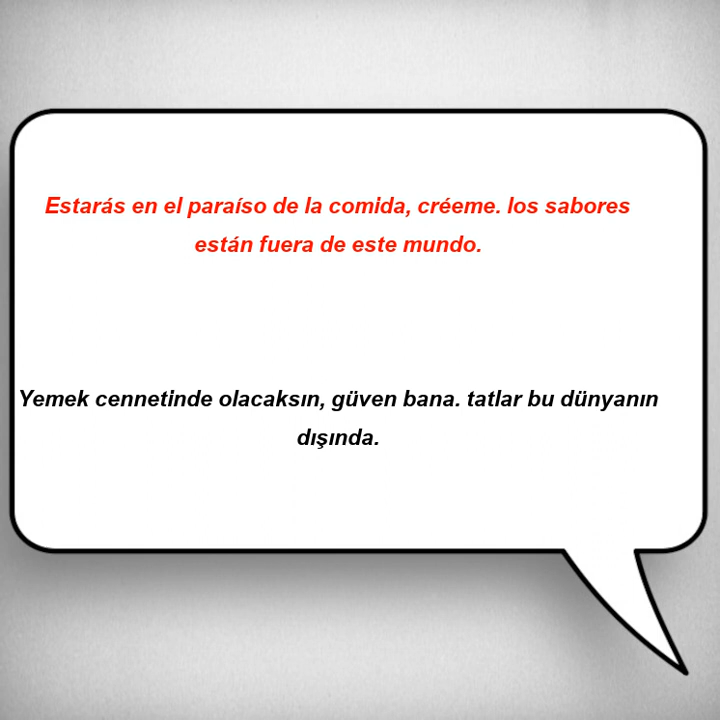 Estarás en el paraíso de la comida, créeme. los sabores
están fuera de este mundo.
Yemek cennetinde olacaksın, güven bana. tatlar bu dünyanın
dışında.